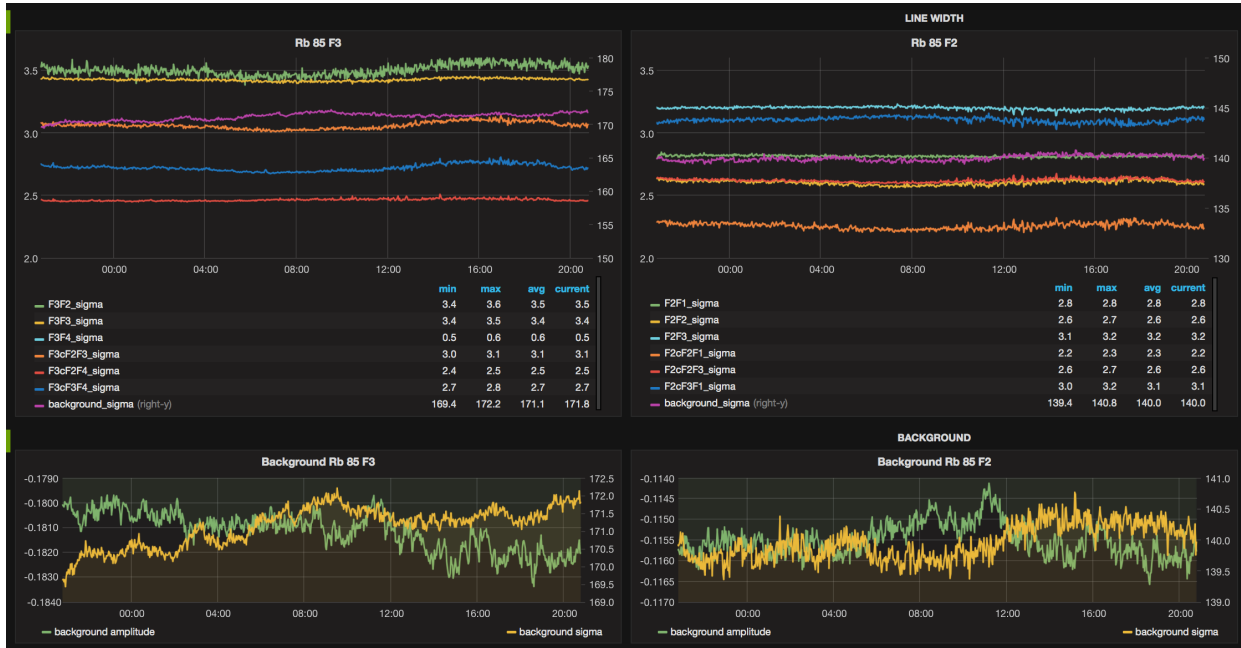 LINE WIDTH
Rb 85 F3
3.5
3.0
2.5
2.0
180
175
170
165
160
155
150
00:00 04:00 08:00 12:00 16:00 20:00
min max avg current
F3F2_sigma 3.4 3.6 3.5 3.5
F3F3_sigma 3.4 3.5 3.4 3.4
F3F4_sigma 0.5 0.6 0.6 0.5
F3cF2F3_sigma 3.0 3.1 3.1 3.1
F3cF2F4_sigma 2.4 2.5 2.5 2.5
F3cF3F4_sigma 2.7 2.8 2.7 2.7
background_sigma (right-y) 169.4 172.2 171.1 171.8
Rb 85 F2
3.5
3.0
2.5
2.0
150
145
140
135
130
00:00 04:00 08:00 12:00 16:00 20:00
min max avg current
F2F1_sigma 2.8 2.8 2.8 2.8
F2F2_sigma 2.6 2.7 2.6 2.6
F2F3_sigma 3.1 3.2 3.2 3.2
F2cF2F1_sigma 2.2 2.3 2.3 2.2
F2cF2F3_sigma 2.6 2.7 2.6 2.6
F2cF3F1_sigma 3.0 3.2 3.1 3.1
background_sigma (right-y) 139.4 140.8 140.0 140.0
BACKGROUND
Background Rb 85 F3
-0.1790
-0.1800
-0.1810
-0.1820
-0.1830
-0.1840
172.5
172.0
171.5
171.0
170.5
170.0
169.5
169.0
00:00 04:00 08:00 12:00 16:00 20:00
background amplitude background sigma
Background Rb 85 F2
-0.1140
-0.1145
-0.1150
-0.1155
-0.1160
-0.1165
-0.1170
141.0
140.5
140.0
139.5
139.0
00:00 04:00 08:00 12:00 16:00 20:00
background amplitude background sigma